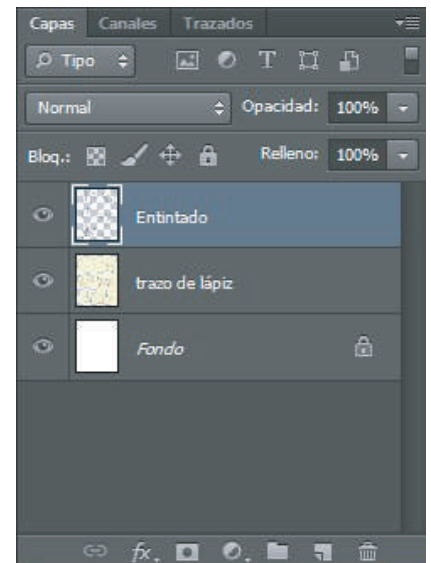 Capas Canales Trazados
Tipo
Normal Opacidad: 100%
Bloq.: Relleno: 100%
Entintado
trazo de lápiz
Fondo
fx.